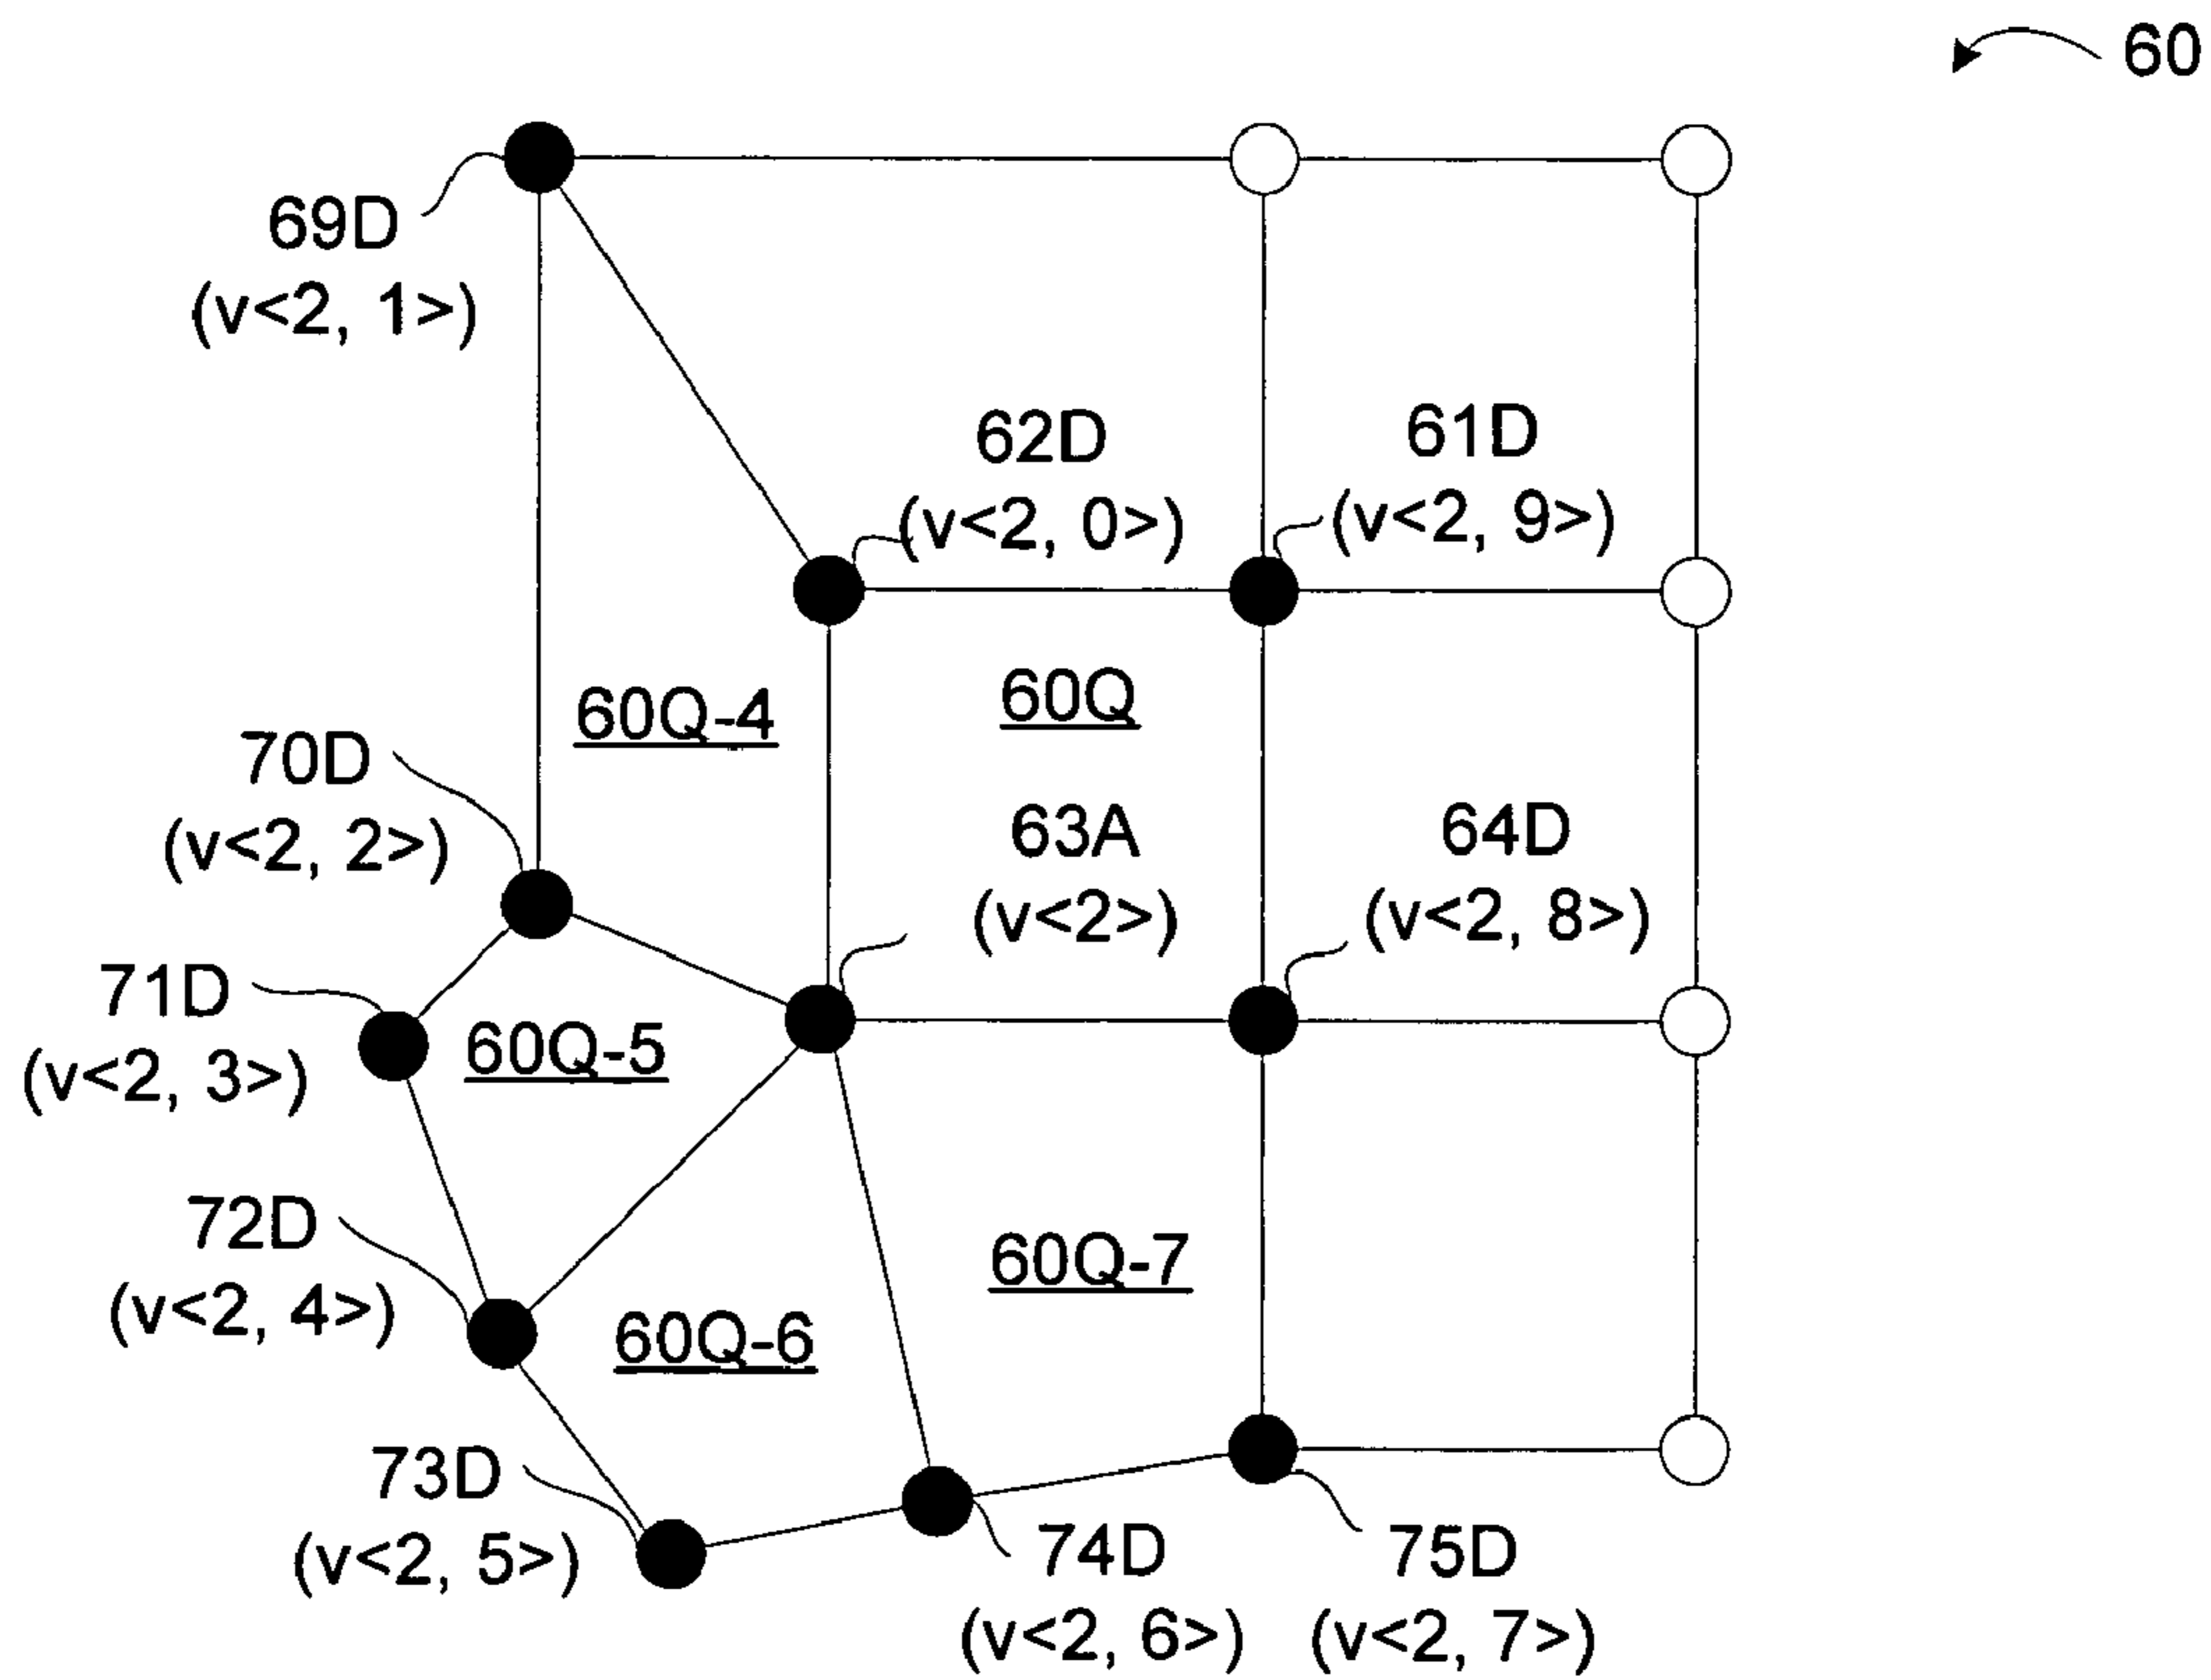 60
69D
(v<2, 1>)
62D
(v<2, 0>)
61D
(v<2, 9>)
60Q-4
60Q
70D
(v<2, 2>)
63A
(v<2>)
64D
(v<2, 8>)
71D
(v<2, 3>)
60Q-5
72D
(v<2, 4>)
60Q-7
60Q-6
73D
(v<2, 5>)
74D
(v<2, 6>)
75D
(v<2, 7>)